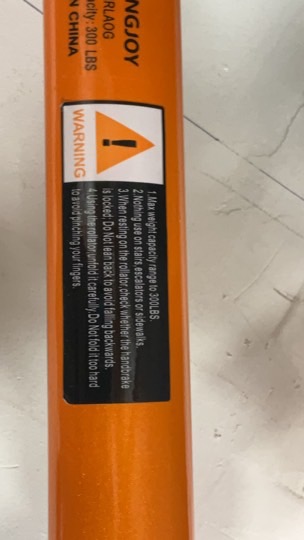 NGJOY
RLAOG
city: 300 LBS
N CHINA
WARNING
1.Max weight capacity range to 300LBS.
2.Nothing use on stairs,escalators or sidewalks.
3.When resting on the rollator,check whether the handbrake
is locked. Do Not lean back to avoid falling backwards.
4.Using the rollator,unfold it carefully. Do Not fold it too hard
to avoid pinching your fingers.